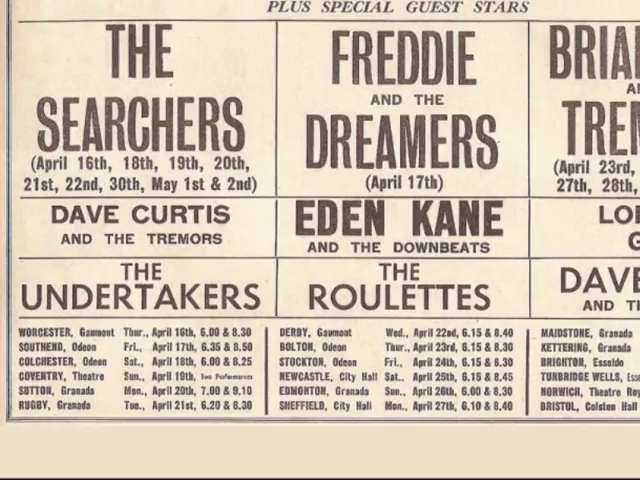 PLUS SPECIAL GUEST STARS
THE
SEARCHERS
(April 16th, 18th, 19th, 20th,
21st, 22nd, 30th, May 1st & 2nd)
FREDDIE
AND THE
DREAMERS
(April 17th)
BRIA
AN
TREM
(April 23rd,
27th, 28th,
DAVE CURTIS
AND THE TREMORS
EDEN KANE
AND THE DOWNBEATS
LO
G
THE
UNDERTAKERS
THE
ROULETTES
DAVE
AND T
WORCESTER, Gaumont Thur., April 16th, 6.00 & 8.30
SOUTHEND, Odeon Fri., April 17th, 6.35 & 8.50
COLCHESTER, Odeon Sat., April 18th, 6.00 & 8.25
COVENTRY, Theatre Sun., April 19th, Two Performances
SUTTON, Granada Mon., April 20th, 7.00 & 9.10
RUGBY, Granada Tue., April 21st, 6.20 & 8.30
DERBY, Gaumont Wed., April 22nd, 6.15 & 8.40
BOLTON, Odeon Thur., April 23rd, 6.15 & 8.30
STOCKTON, Odeon Fri., April 24th, 6.15 & 8.30
NEWCASTLE, City Hall Sat., April 25th, 6.15 & 8.45
EDMONTON, Granada Sun., April 26th, 6.00 & 8.30
SHEFFIELD, City Hall Mon., April 27th, 6.10 & 8.40
MAIDSTONE, Granada
KETTERING, Granada
BRIGHTON, Essoldo
TUNBRIDGE WELLS, Ess
NORWICH, Theatre Roy
BRISTOL, Colston Hall